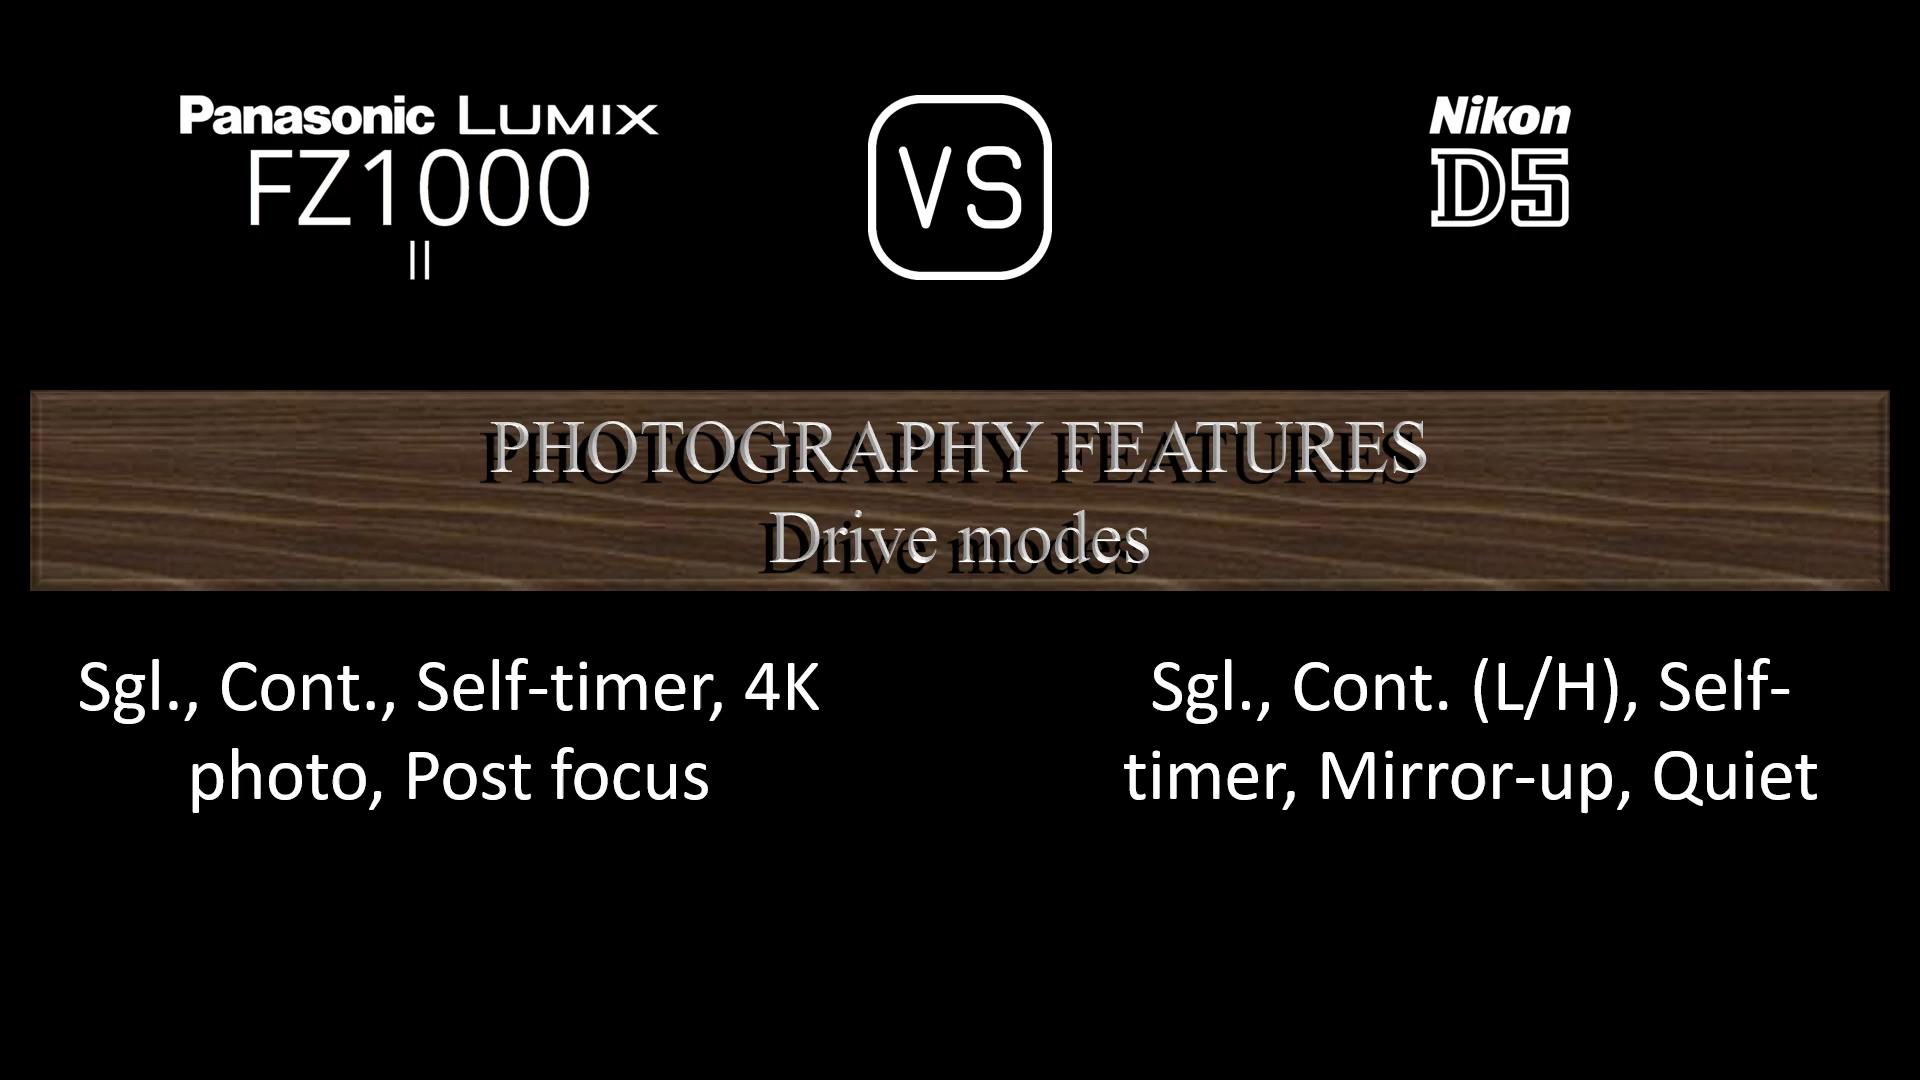 Panasonic LUMIX
FZ1000
II
VS
Nikon
D5
PHOTOGRAPHY FEATURES
Drive modes
Sgl., Cont., Self-timer, 4K
photo, Post focus
Sgl., Cont. (L/H), Self-
timer, Mirror-up, Quiet